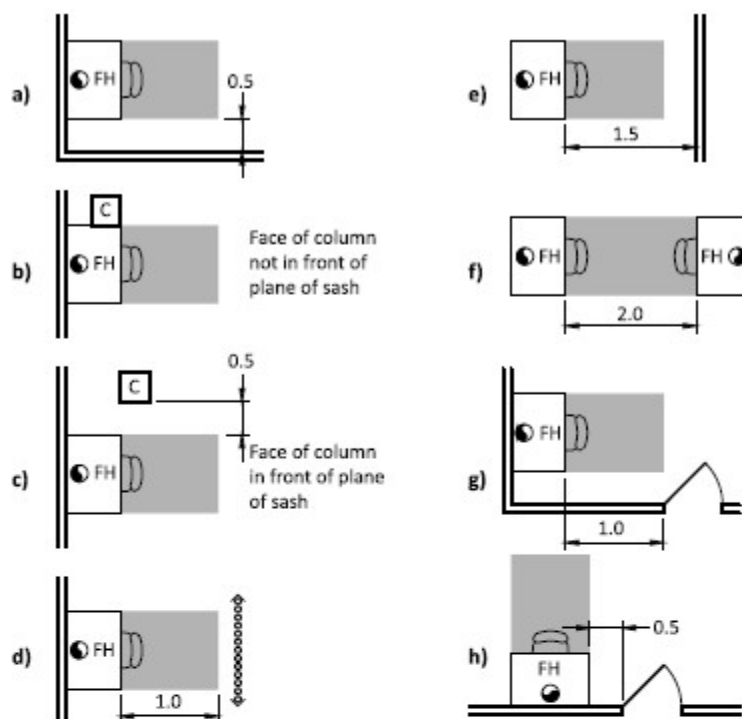 a)
FH
0.5
b)
C
FH
Face of column
not in front of
plane of sash
c)
C
0.5
FH
Face of column
in front of plane
of sash
d)
FH
1.0
e)
FH
1.5
f)
FH
FH
2.0
g)
FH
1.0
h)
FH
0.5